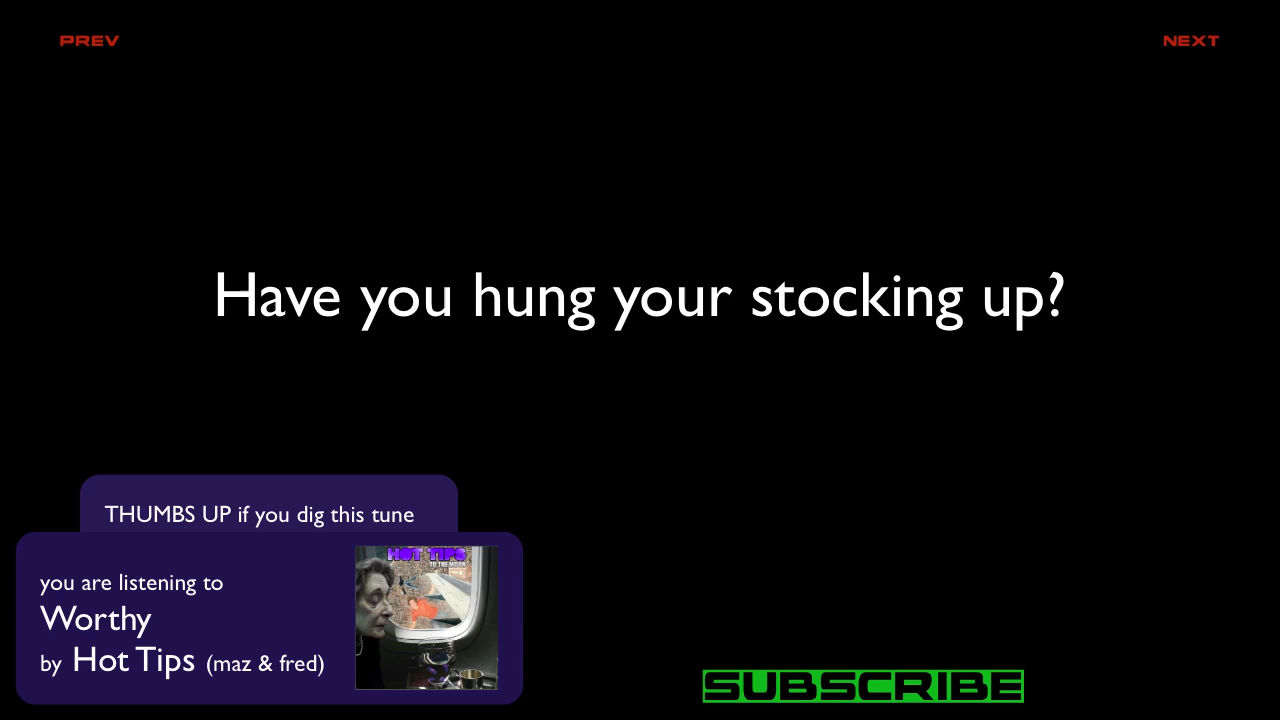 PREV
NEXT
Have you hung your stocking up?
THUMBS UP if you dig this tune
you are listening to
Worthy
by Hot Tips (maz & fred)
HOT TIPS
TO THE MOON
SUBSCRIBE